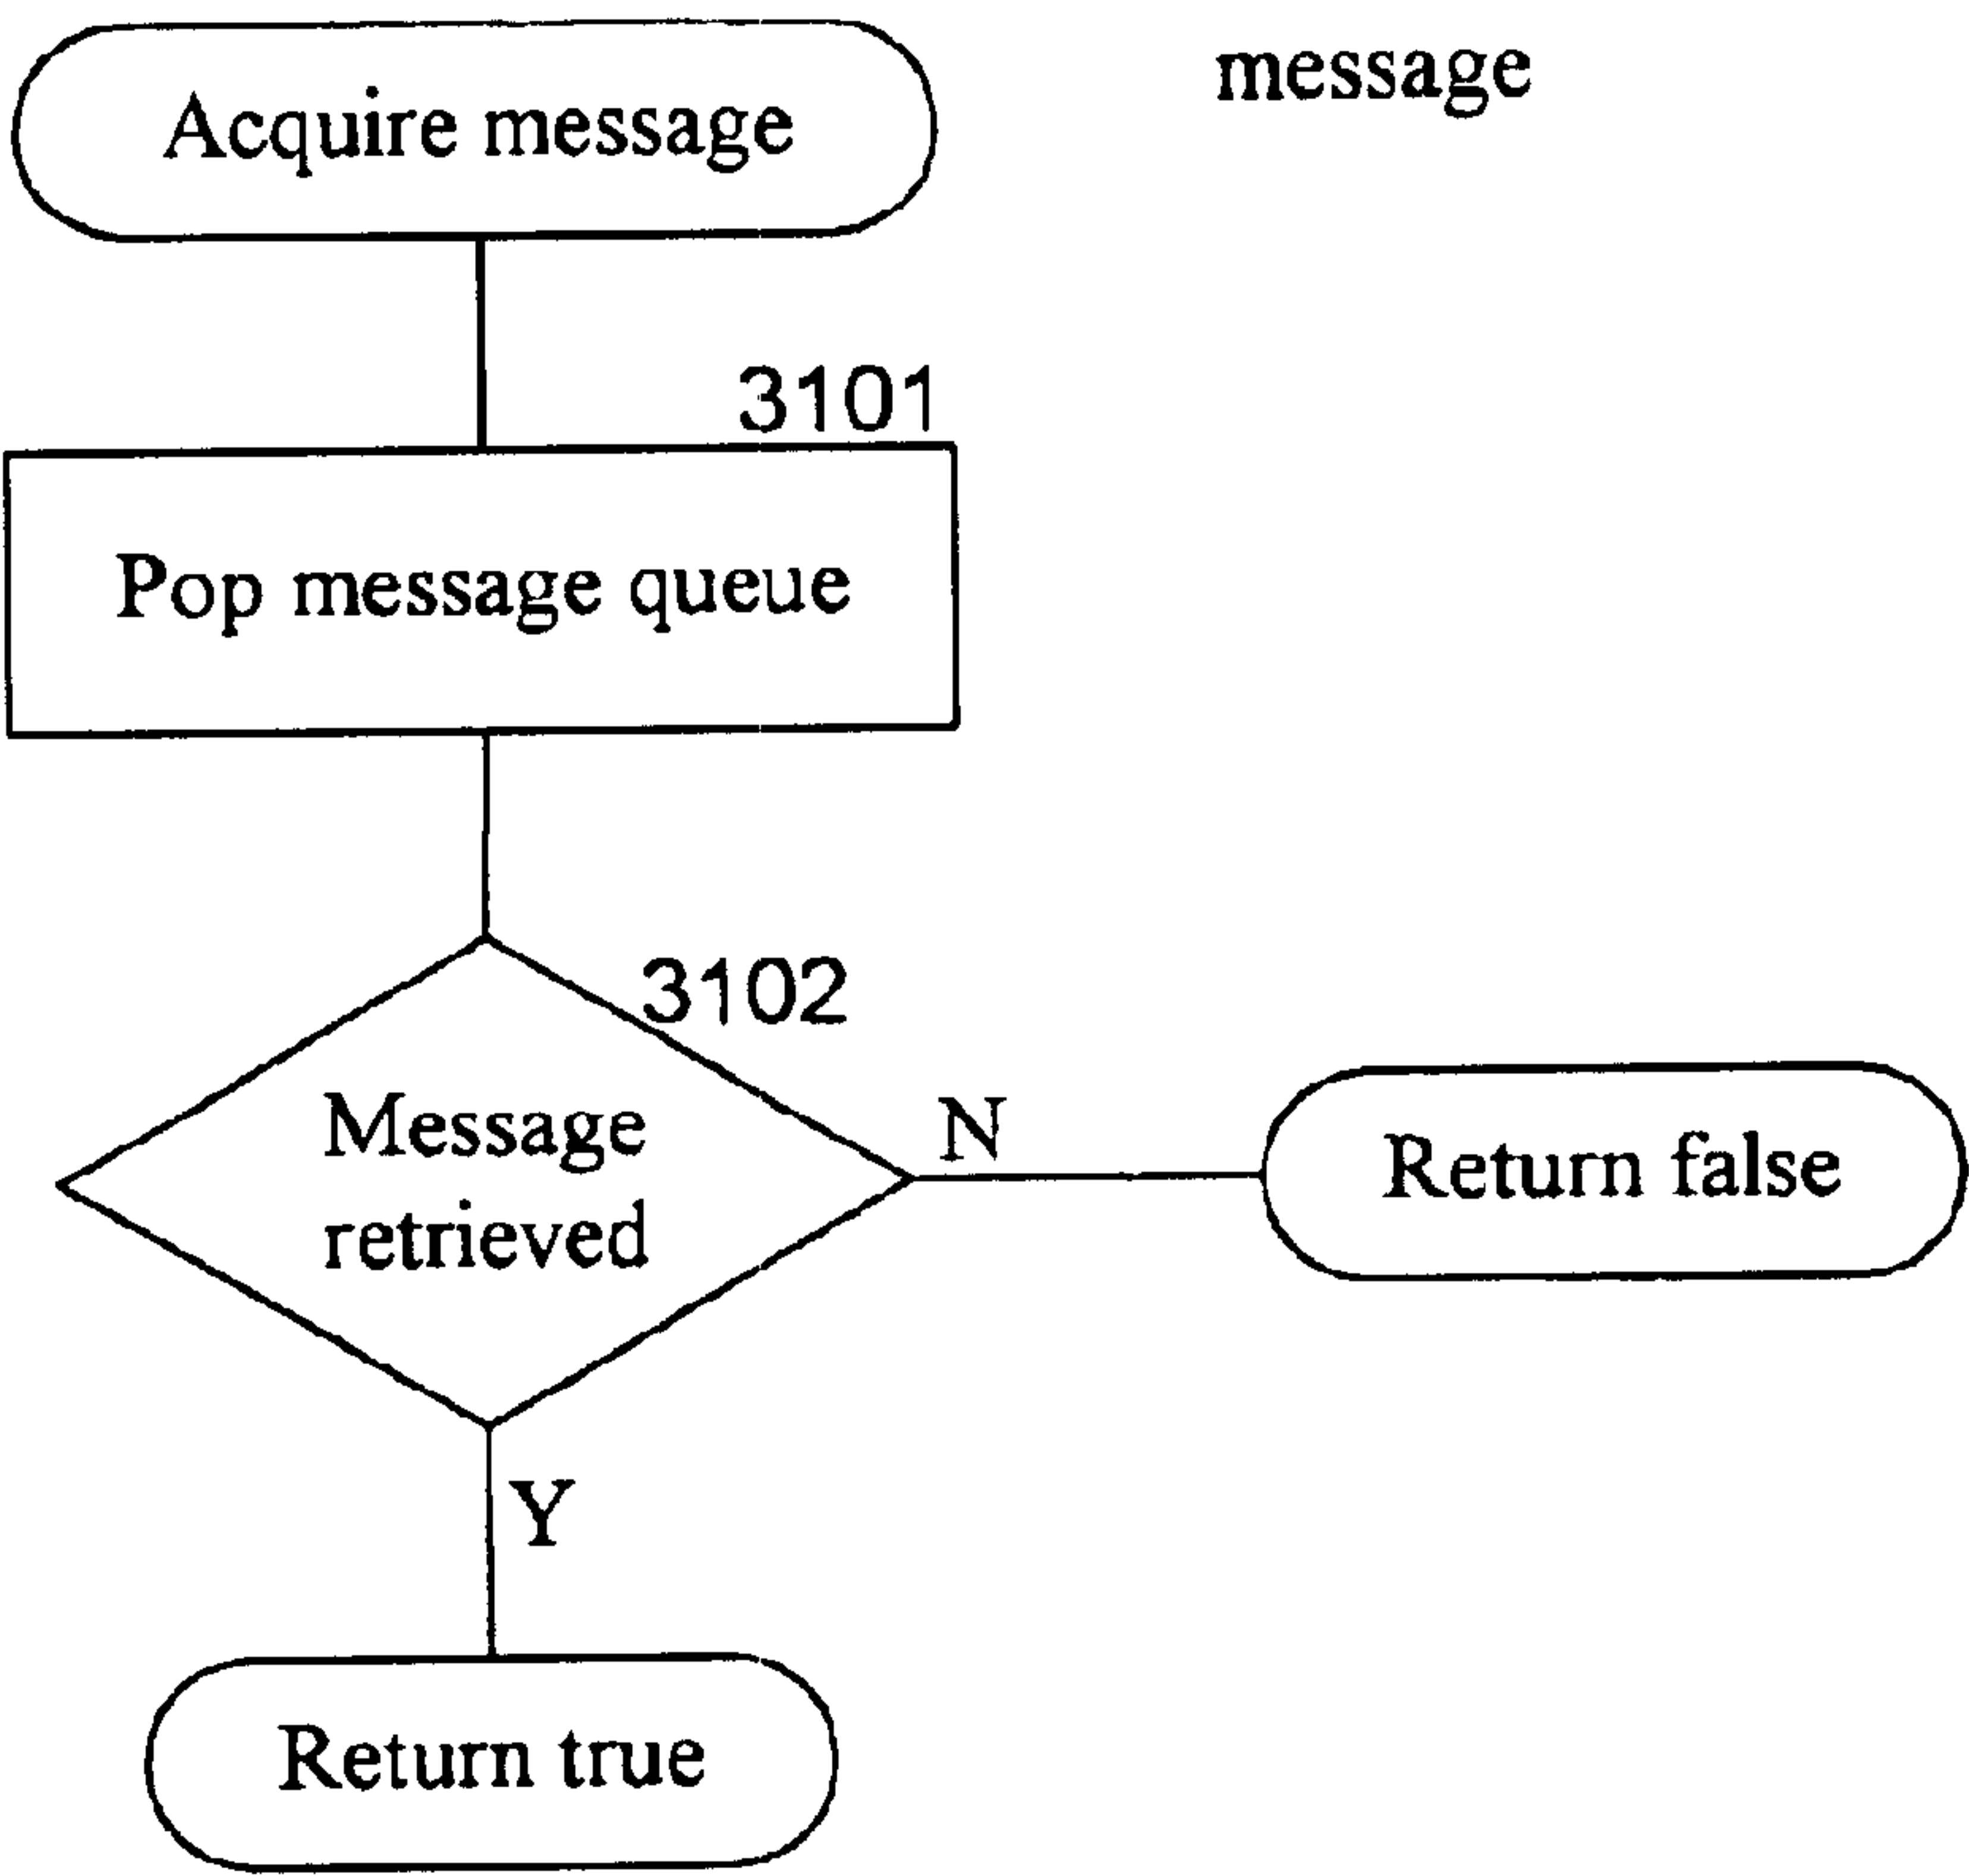 Acquire message
message
3101
Pop message queue
3102
Message
retrieved
N
Return false
Y
Return true